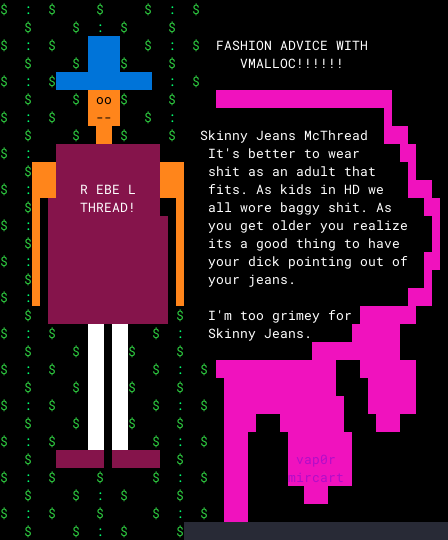 FASHION ADVICE WITH
VMALLOC!!!!!!
oo
--
R EBE L
THREAD!
Skinny Jeans McThread
It's better to wear
shit as an adult that
fits. As kids in HD we
all wore baggy shit. As
you get older you realize
its a good thing to have
your dick pointing out of
your jeans.
I'm too grimey for
Skinny Jeans.
vap0r
mircart